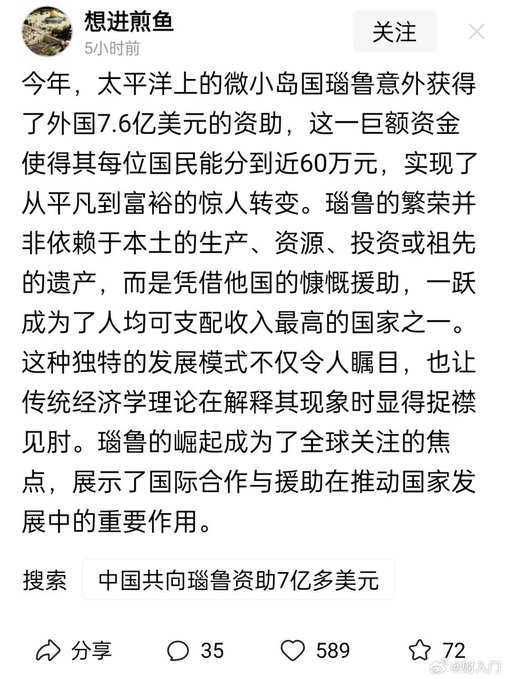 想进煎鱼
5小时前
关注
今年，太平洋上的微小岛国瑙鲁意外获得
了外国7.6亿美元的资助，这一巨额资金
使得其每位国民能分到近60万元，实现了
从平凡到富裕的惊人转变。瑙鲁的繁荣并
非依赖于本土的生产、资源、投资或祖先
的遗产，而是凭借他国的慷慨援助，一跃
成为了人均可支配收入最高的国家之一。
这种独特的发展模式不仅令人瞩目，也让
传统经济学理论在解释其现象时显得捉襟
见肘。瑙鲁的崛起成为了全球关注的焦
点，展示了国际合作与援助在推动国家发
展中的重要作用。
搜索 中国共向瑙鲁资助7亿多美元
分享 35 589 72
@财入门